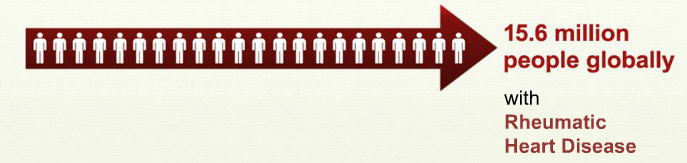 15.6 million
people globally
with
Rheumatic
Heart Disease